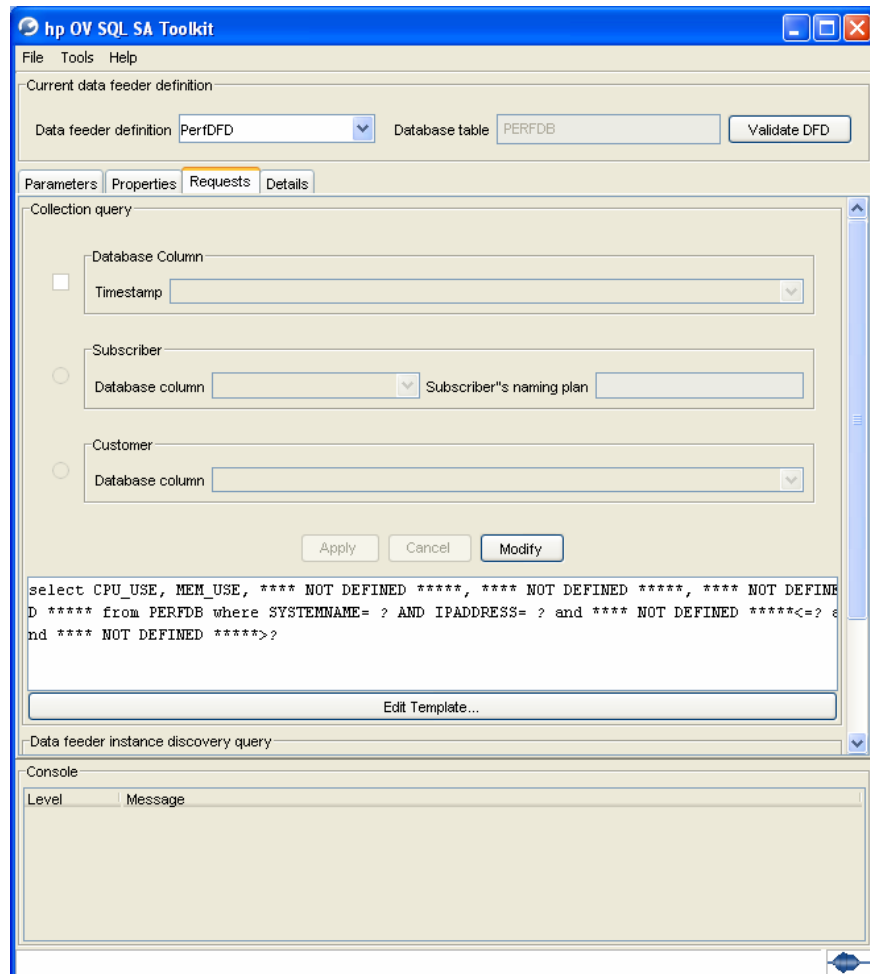 hp OV SQL SA Toolkit
File Tools Help
Current data feeder definition
Data feeder definition PerfDFD Database table PERFDB Validate DFD
Parameters Properties Requests Details
Collection query
Database Column
Timestamp
Subscriber
Database column Subscriber"s naming plan
Customer
Database column
Apply Cancel Modify
select CPU_USE, MEM_USE, **** NOT DEFINED *****, **** NOT DEFINED *****, **** NOT DEFINE
D ***** from PERFDB where SYSTEMNAME= ? AND IPADDRESS= ? and **** NOT DEFINED *****<=? a
nd **** NOT DEFINED *****>?
Edit Template...
Data feeder instance discovery query
Console
Level Message